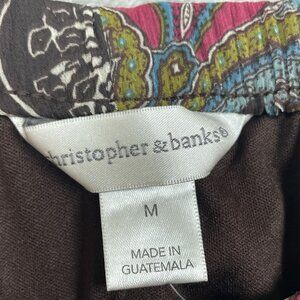 christopher & banks®
M
MADE IN
GUATEMALA